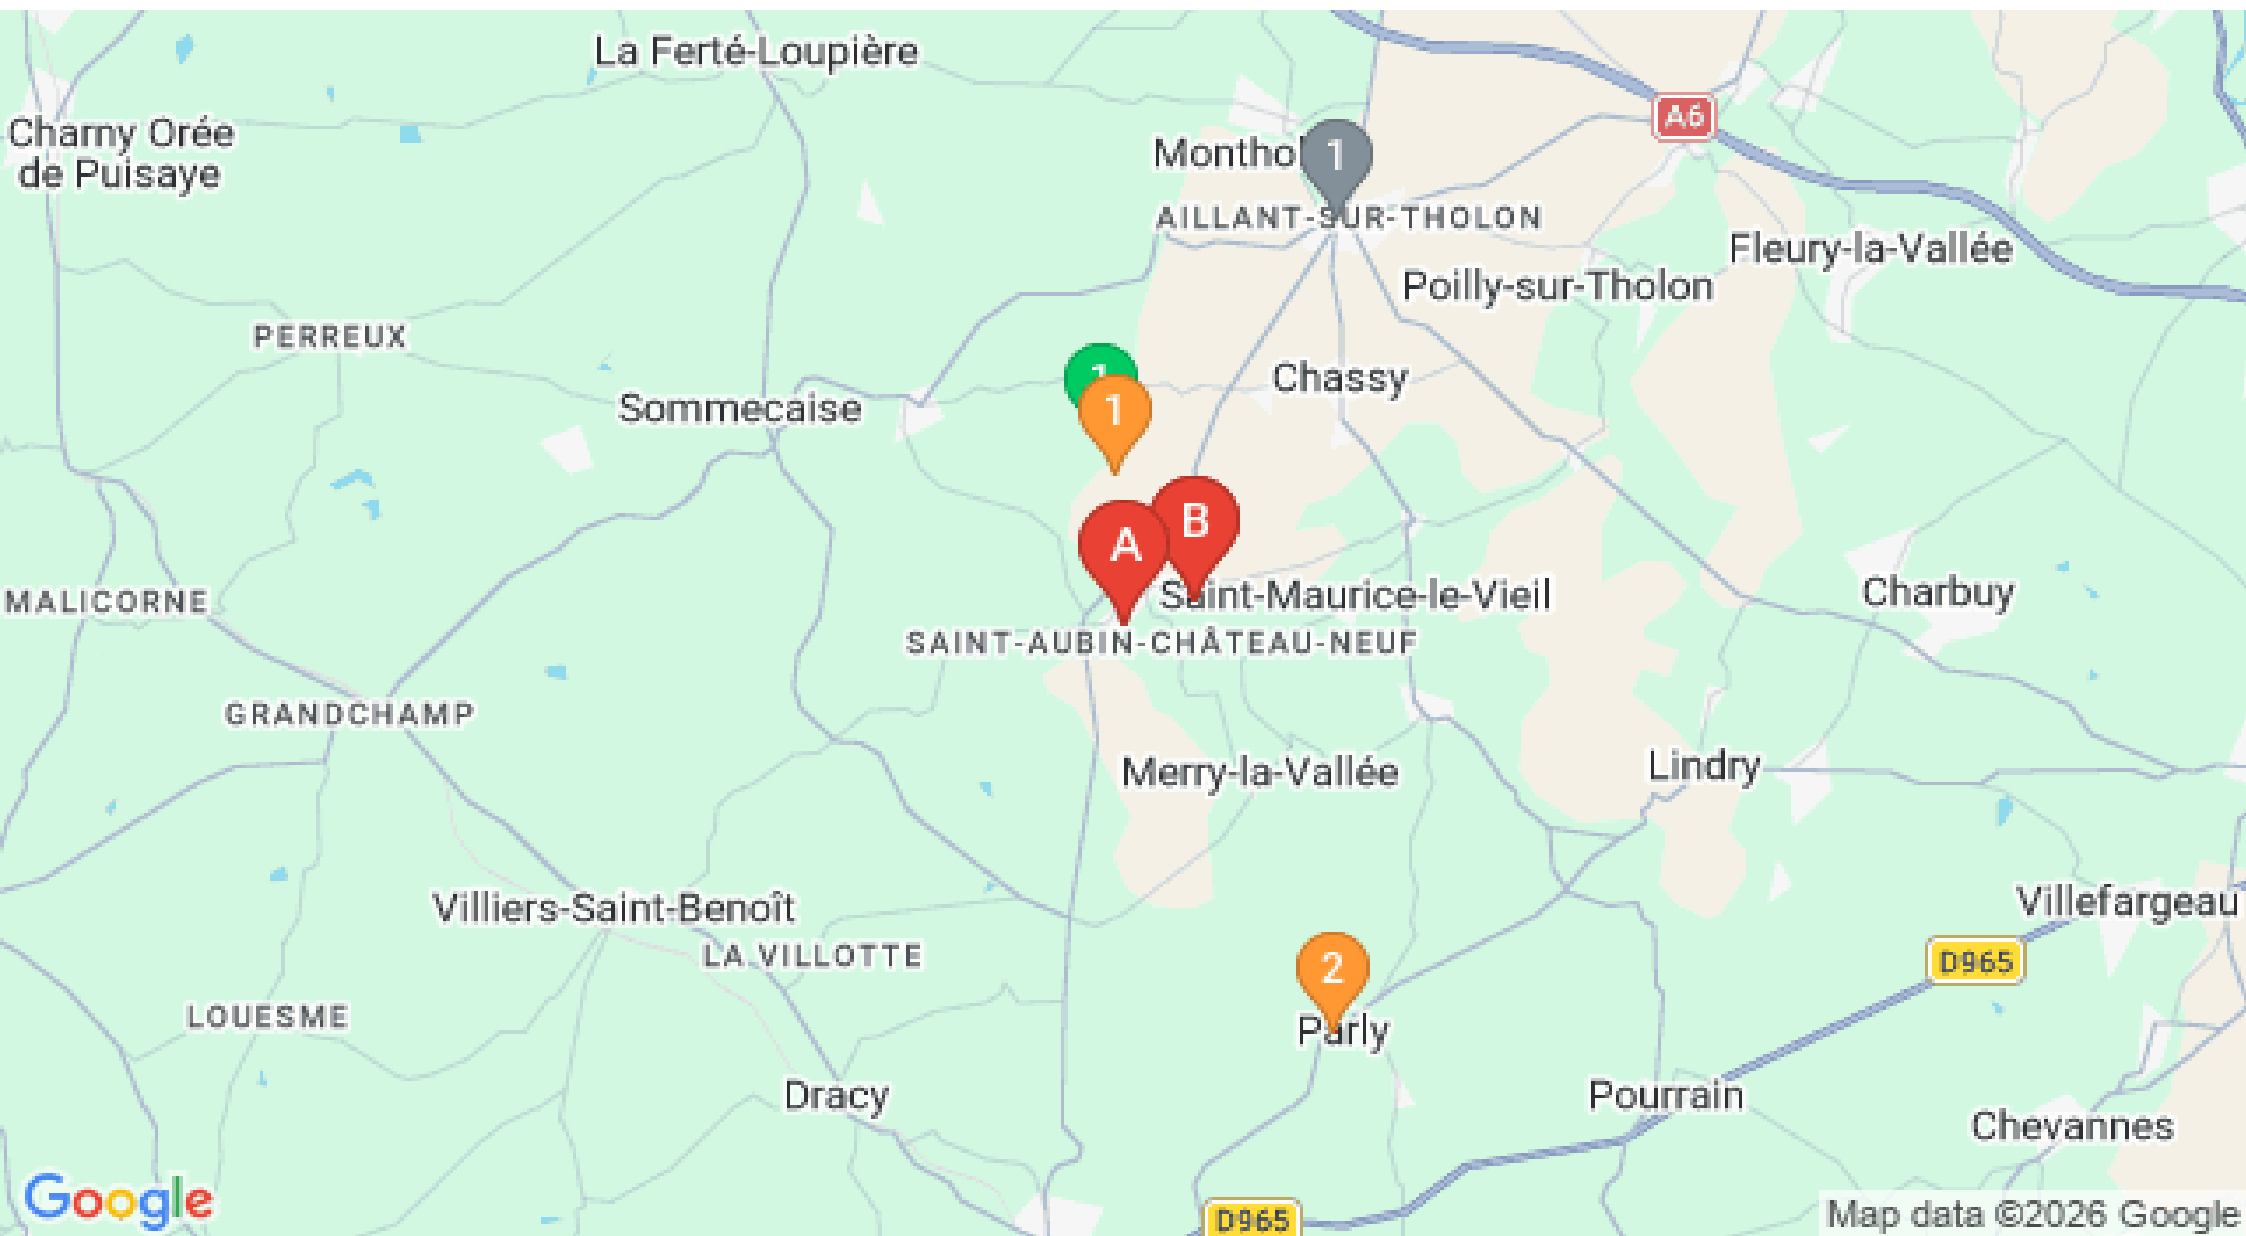 La Ferté-Loupière
A6
Charny Orée
de Puisaye
Montho
1
AILLANT-SUR-THOLON
Fleury-la-Vallée
Poilly-sur-Tholon
PERREUX
1
Chassy
Sommecaise
1
B
A
MALICORNE
Saint-Maurice-le-Vieil
Charbuy
SAINT-AUBIN-CHÂTEAU-NEUF
GRANDCHAMP
Merry-la-Vallée
Lindry
Villiers-Saint-Benoît
Villefargeau
LA VILLOTTE
D965
2
LOUESME
Parly
Dracy
Pourrain
Chevannes
Google
D965
Map data ©2026 Google